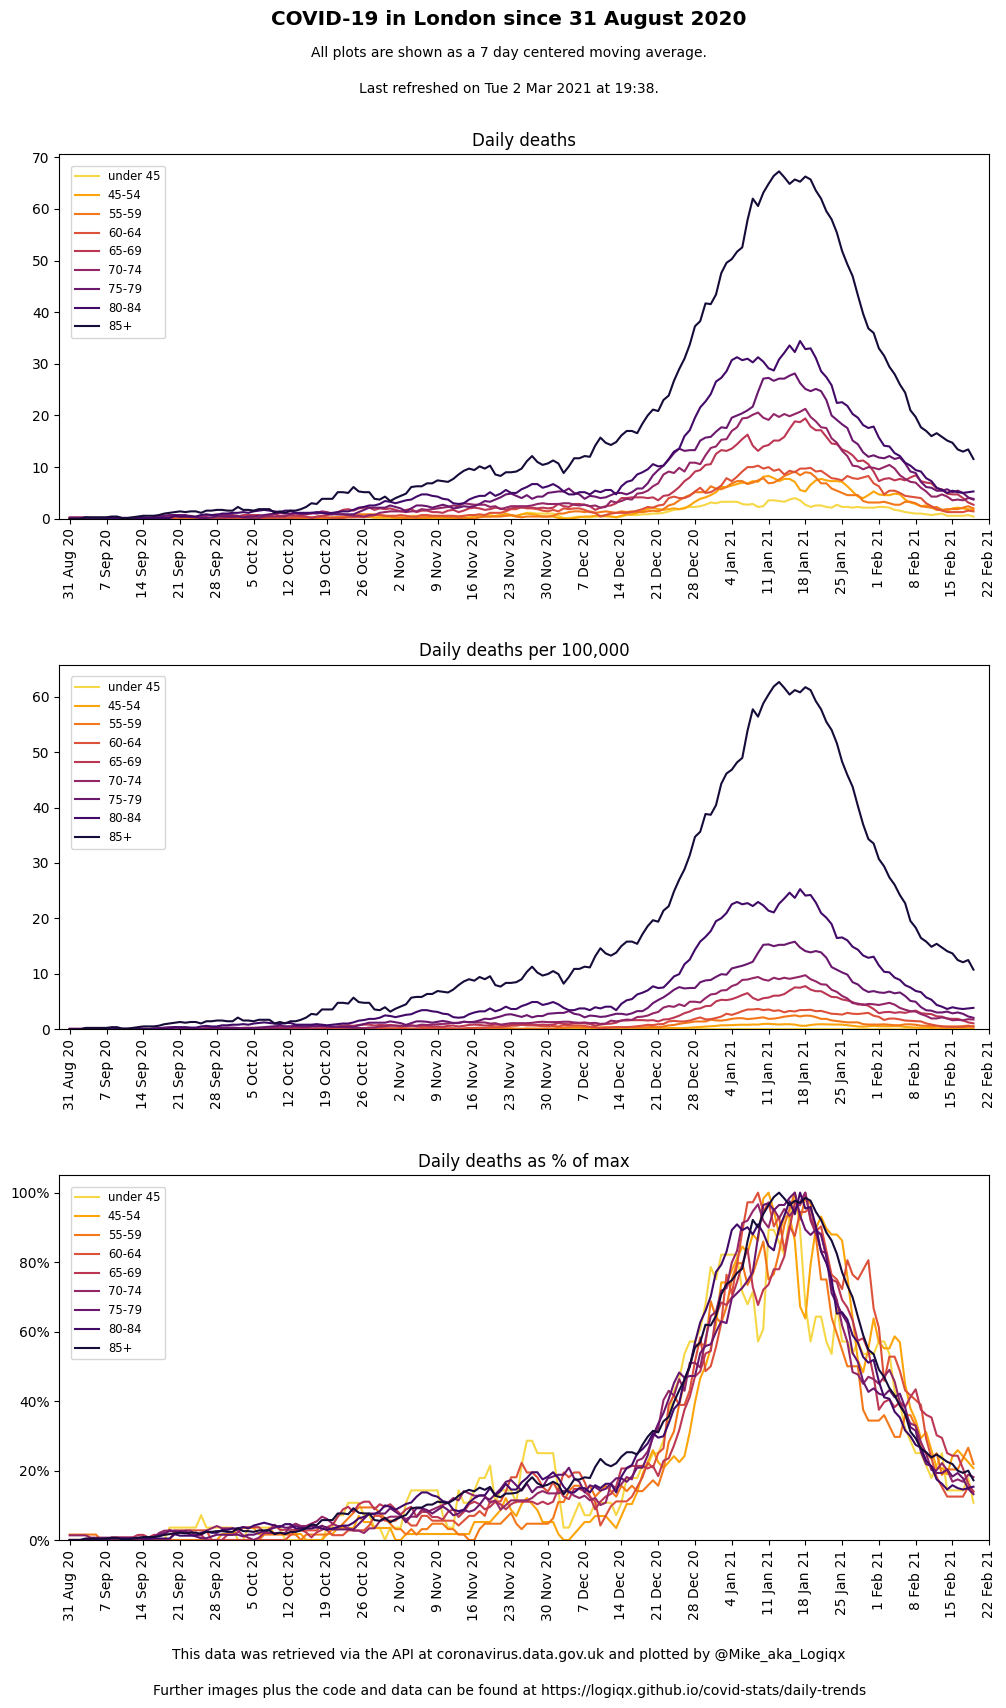 COVID-19 in London since 31 August 2020
All plots are shown as a 7 day centered moving average.
Last refreshed on Tue 2 Mar 2021 at 19:38.
Daily deaths
70
60
50
40
30
20
10
0
under 45
45-54
55-59
60-64
65-69
70-74
75-79
80-84
85+
31 Aug 20
7 Sep 20
14 Sep 20
21 Sep 20
28 Sep 20
5 Oct 20
12 Oct 20
19 Oct 20
26 Oct 20
2 Nov 20
9 Nov 20
16 Nov 20
23 Nov 20
30 Nov 20
7 Dec 20
14 Dec 20
21 Dec 20
28 Dec 20
4 Jan 21
11 Jan 21
18 Jan 21
25 Jan 21
1 Feb 21
8 Feb 21
15 Feb 21
22 Feb 21
Daily deaths per 100,000
60
50
40
30
20
10
0
under 45
45-54
55-59
60-64
65-69
70-74
75-79
80-84
85+
31 Aug 20
7 Sep 20
14 Sep 20
21 Sep 20
28 Sep 20
5 Oct 20
12 Oct 20
19 Oct 20
26 Oct 20
2 Nov 20
9 Nov 20
16 Nov 20
23 Nov 20
30 Nov 20
7 Dec 20
14 Dec 20
21 Dec 20
28 Dec 20
4 Jan 21
11 Jan 21
18 Jan 21
25 Jan 21
1 Feb 21
8 Feb 21
15 Feb 21
22 Feb 21
Daily deaths as % of max
100%
80%
60%
40%
20%
0%
under 45
45-54
55-59
60-64
65-69
70-74
75-79
80-84
85+
31 Aug 20
7 Sep 20
14 Sep 20
21 Sep 20
28 Sep 20
5 Oct 20
12 Oct 20
19 Oct 20
26 Oct 20
2 Nov 20
9 Nov 20
16 Nov 20
23 Nov 20
30 Nov 20
7 Dec 20
14 Dec 20
21 Dec 20
28 Dec 20
4 Jan 21
11 Jan 21
18 Jan 21
25 Jan 21
1 Feb 21
8 Feb 21
15 Feb 21
22 Feb 21
This data was retrieved via the API at coronavirus.data.gov.uk and plotted by @Mike_aka_Logiqx
Further images plus the code and data can be found at https://logiqx.github.io/covid-stats/daily-trends